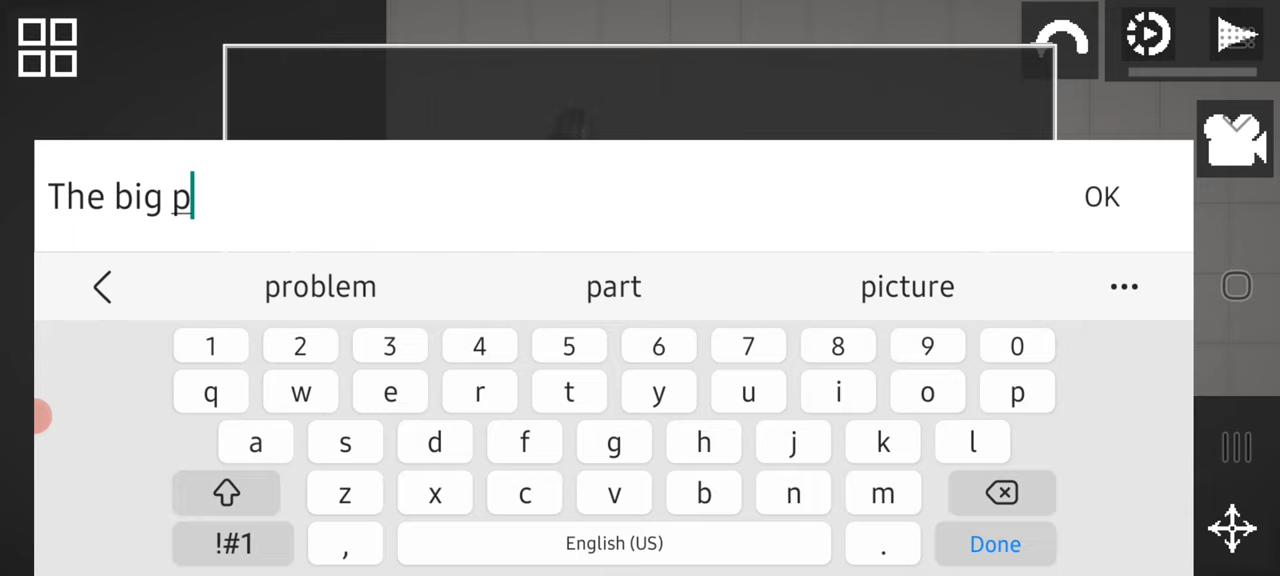 The big p
OK
problem part picture •••
1 2 3 4 5 6 7 8 9 0
q w e r t y u i o p
a s d f g h j k l
z x c v b n m
!#1 , English (US) . Done